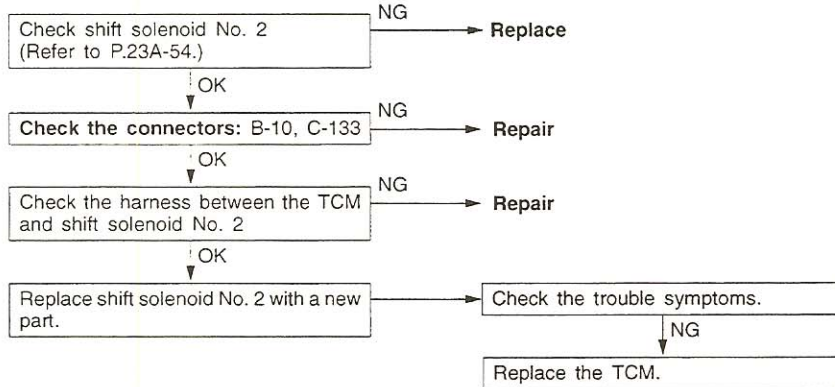 Check shift solenoid No. 2
(Refer to P.23A-54.)
NG
Replace
OK
Check the connectors: B-10, C-133
NG
Repair
OK
Check the harness between the TCM
and shift solenoid No. 2
NG
Repair
OK
Replace shift solenoid No. 2 with a new
part.
Check the trouble symptoms.
NG
Replace the TCM.